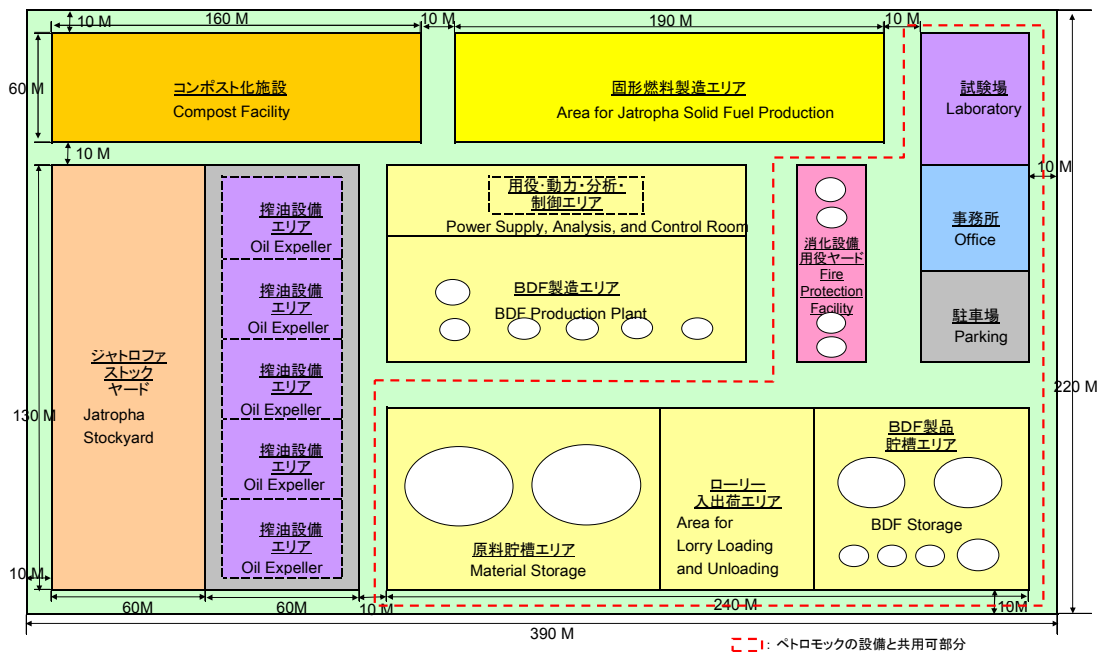 160 M
10 M
190 M
10 M
10 M
60 M
コンポスト化施設
Compost Facility
固形燃料製造エリア
Area for Jatropha Solid Fuel Production
試験場
Laboratory
10 M
10 M
用役・動力・分析・
制御エリア
Power Supply, Analysis, and Control Room
搾油設備
エリア
Oil Expeller
搾油設備
エリア
Oil Expeller
搾油設備
エリア
Oil Expeller
搾油設備
エリア
Oil Expeller
搾油設備
エリア
Oil Expeller
BDF製造エリア
BDF Production Plant
消化設備
用役ヤード
Fire
Protection
Facility
事務所
Office
駐車場
Parking
220 M
ジャトロファ
ストック
ヤード
Jatropha
Stockyard
130 M
原料貯槽エリア
Material Storage
ローリー
入出荷エリア
Area for
Lorry Loading
and Unloading
BDF製品
貯槽エリア
BDF Storage
10 M
60M
60M
10 M
240 M
10M
390 M
: ペトロモックの設備と共用可部分